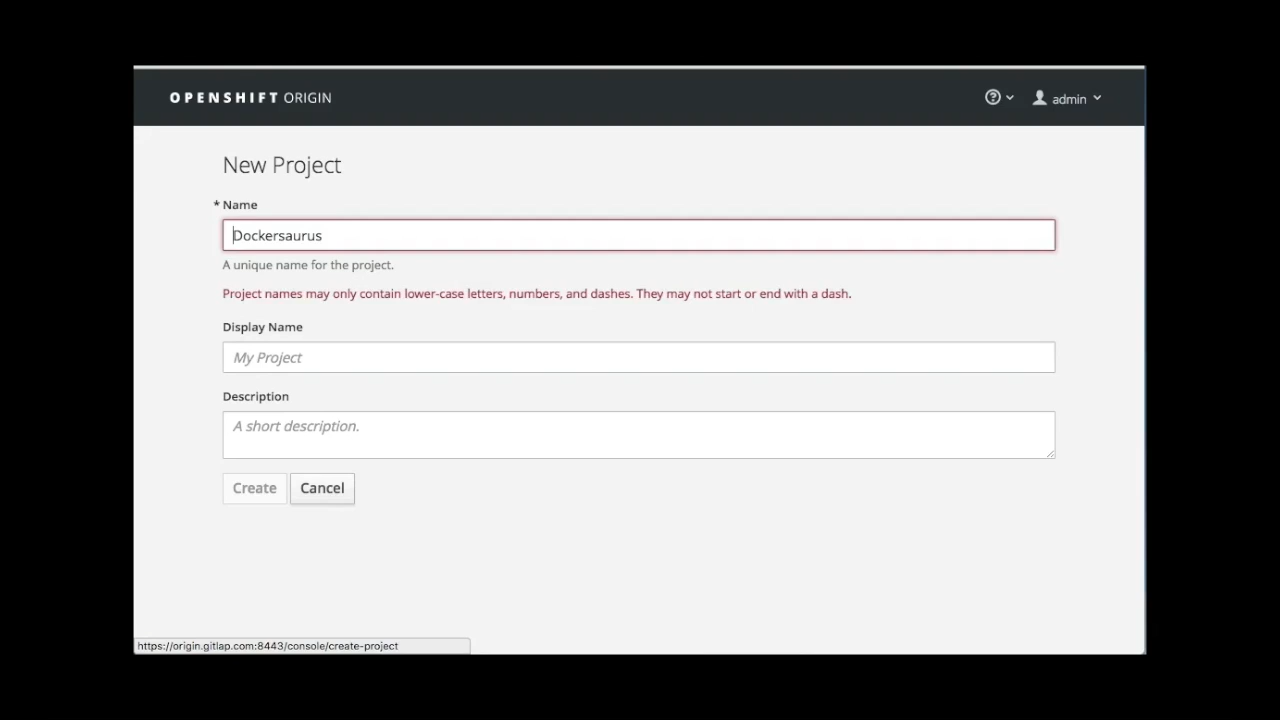 OPENSHIFT ORIGIN
admin
New Project
* Name
Dockersaurus
A unique name for the project.
Project names may only contain lower-case letters, numbers, and dashes. They may not start or end with a dash.
Display Name
My Project
Description
A short description.
Create Cancel
https://origin.gitlap.com:8443/console/create-project